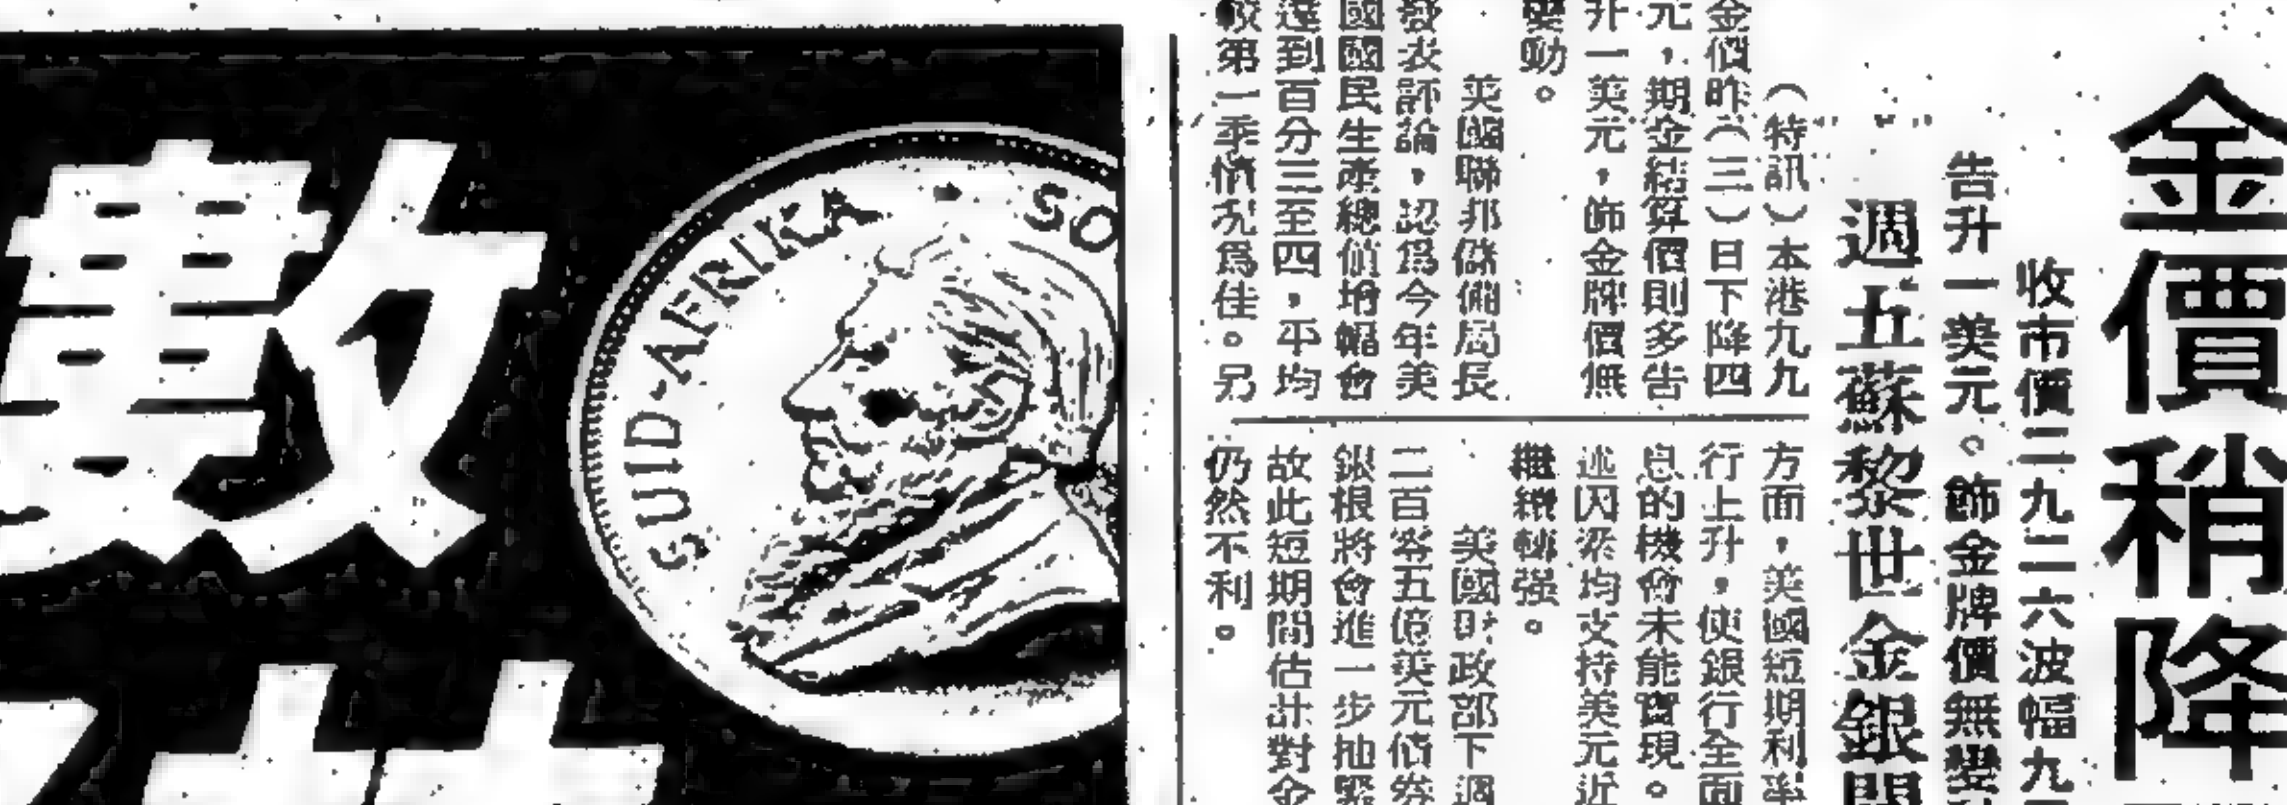 金價稍降
收市價二九二六波幅九
告升一美元。飾金牌價無變
週五蘇黎世金銀開
（特訊）本港九九
金價昨（三）日下降四
元，期金結算價則多告
升一美元，飾金牌價無
變動。
美國聯邦儲備局長
發表評論，認爲今年美
國國民生產總值增幅會
達到百分三至四，平均
較第一季情況爲佳。另
方面，美國短期利率
行上升，使銀行全面
息的機會未能實現。
述因素均支持美元近
繼續轉强。
美國財政部下週
二百零五億美元債券
銀根將會進一步抽緊
故此短期間估計對金
仍然不利。
數
SUID-AFRIKA · SO